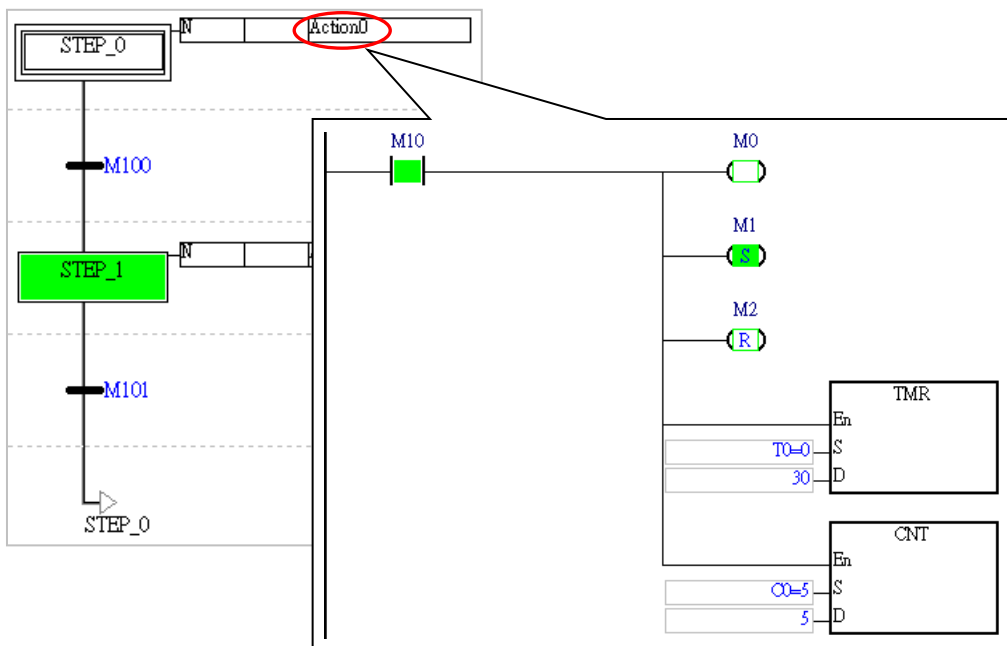 STEP_0
N
Action0
M100
STEP_1
N
M101
STEP_0
M10
M0
M1
S
M2
R
TMR
En
T0=0
S
30
D
CNT
En
C0=5
S
5
D